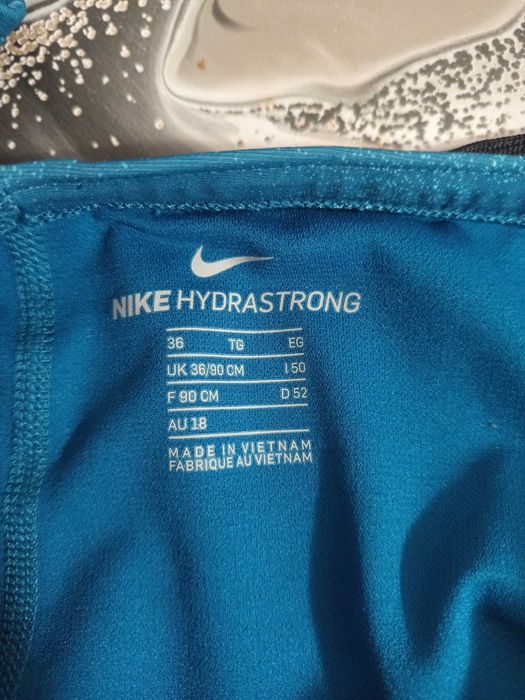 NIKE HYDRASTRONG
36 TG EG
UK 36/90 CM I 50
F 90 CM D 52
AU 18
MADE IN VIETNAM
FABRIQUE AU VIETNAM